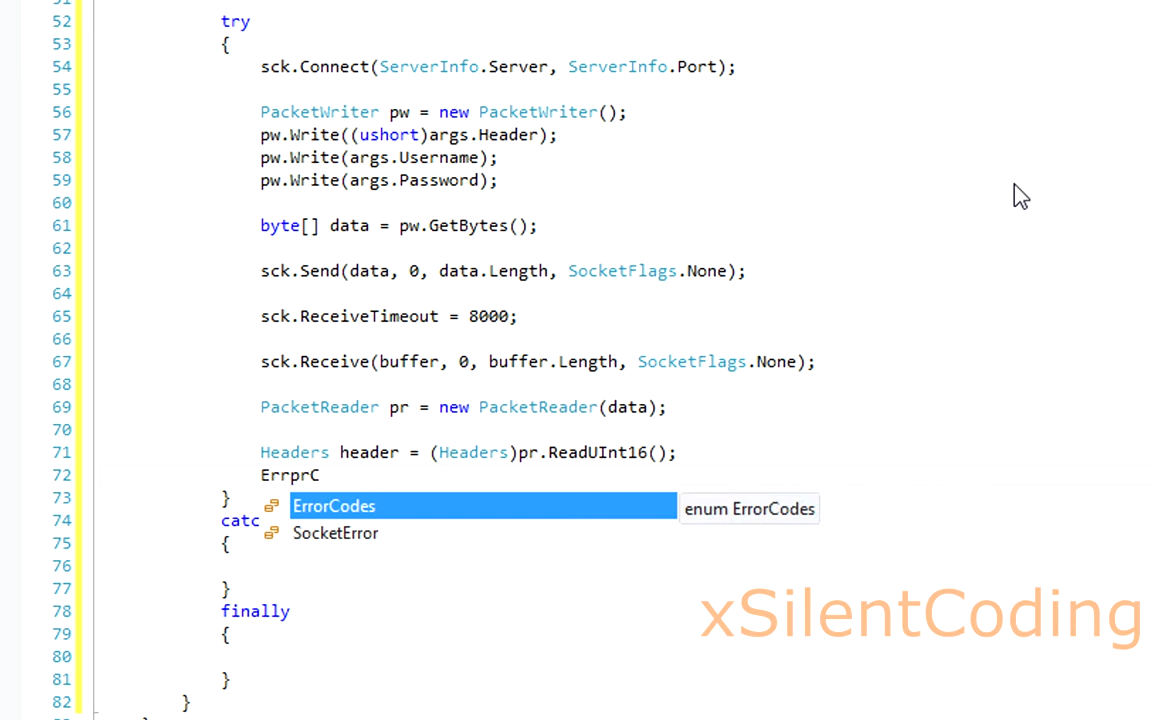 52 try
53 {
54 sck.Connect(ServerInfo.Server, ServerInfo.Port);
55
56 PacketWriter pw = new PacketWriter();
57 pw.Write((ushort)args.Header);
58 pw.Write(args.Username);
59 pw.Write(args.Password);
60
61 byte[] data = pw.GetBytes();
62
63 sck.Send(data, 0, data.Length, SocketFlags.None);
64
65 sck.ReceiveTimeout = 8000;
66
67 sck.Receive(buffer, 0, buffer.Length, SocketFlags.None);
68
69 PacketReader pr = new PacketReader(data);
70
71 Headers header = (Headers)pr.ReadUInt16();
72 ErrprC
73 }
ErrorCodes enum ErrorCodes
74 catc
SocketError
75 {
76
77 }
78 finally
79 {
80
81 }
82 }
xSilentCoding